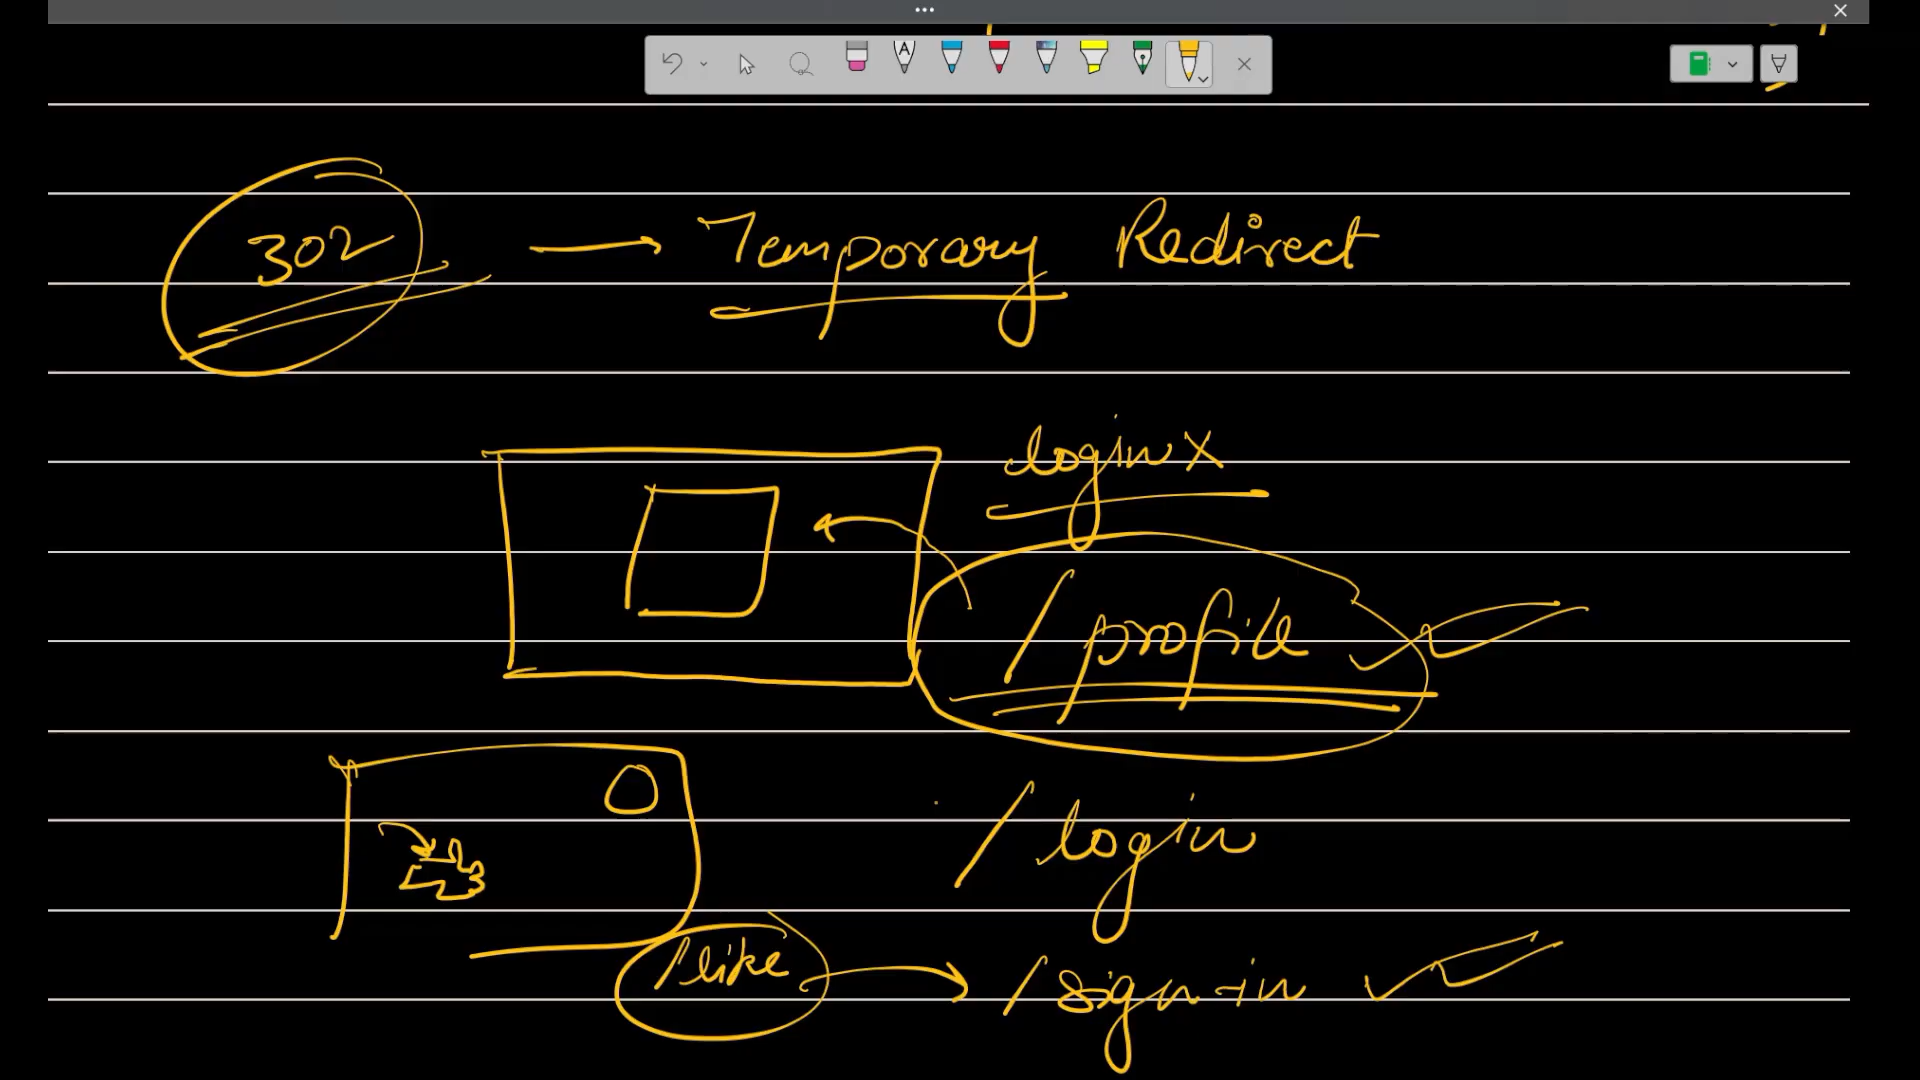 302 → Temporary Redirect
login X
/profile
/login
/like → /sign-in